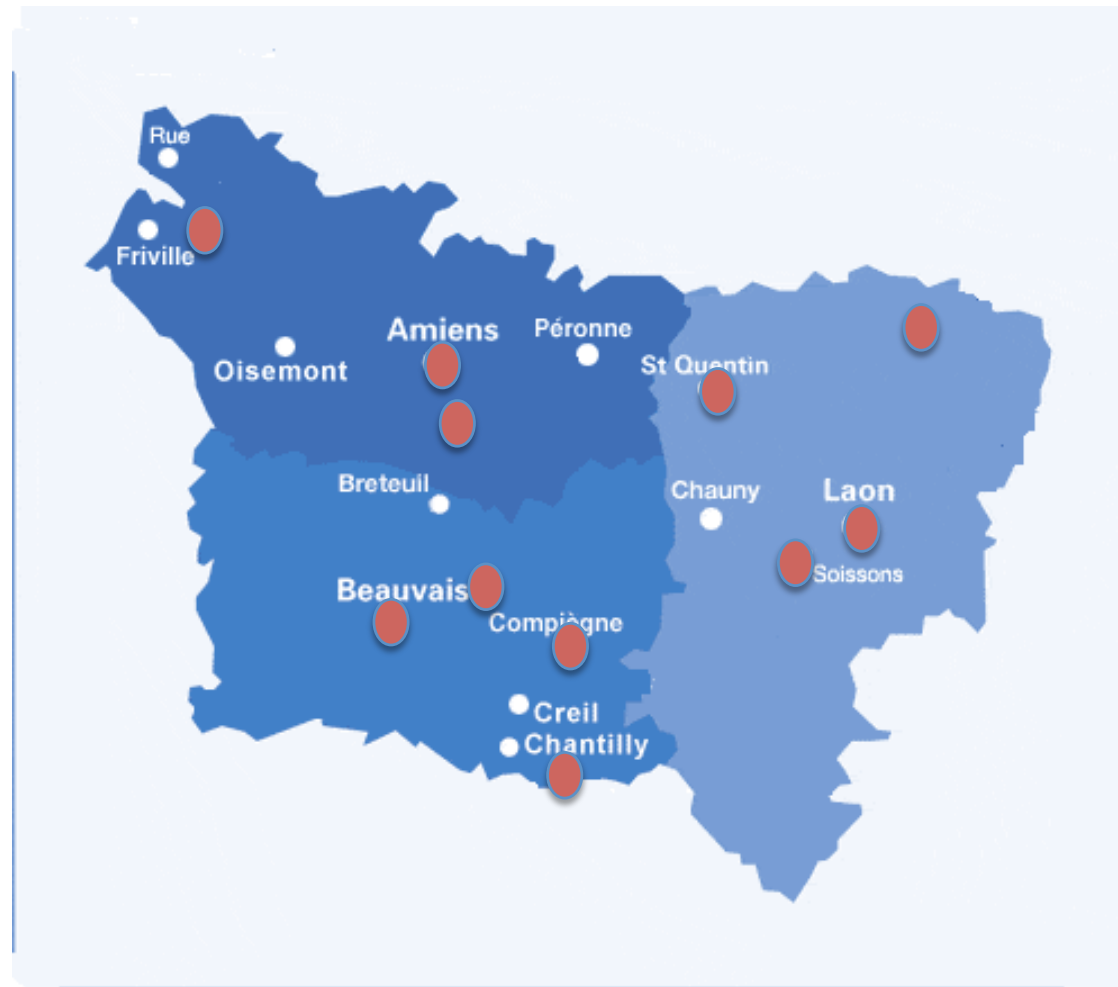 Rue
Friville
Amiens
Péronne
Oisemont
St Quentin
Breteuil
Chauny
Laon
Soissons
Beauvais
Compiègne
Creil
Chantilly